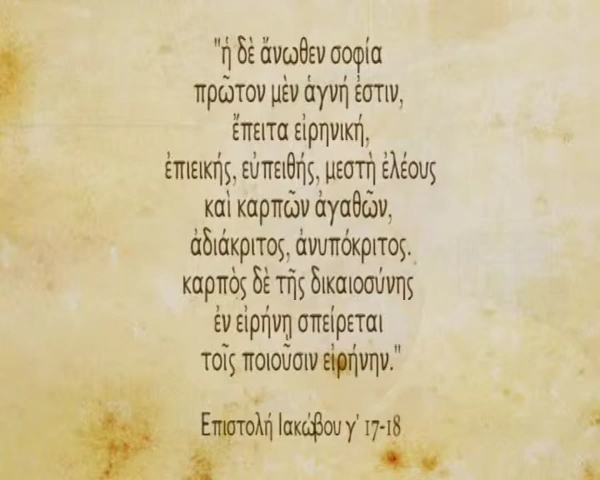 "ἡ δὲ ἄνωθεν σοφία
πρῶτον μὲν ἁγνή ἐστιν,
ἔπειτα εἰρηνική,
ἐπιεικής, εὐπειθής, μεστὴ ἐλέους
καὶ καρπῶν ἀγαθῶν,
ἀδιάκριτος, ἀνυπόκριτος.
καρπὸς δὲ τῆς δικαιοσύνης
ἐν εἰρήνῃ σπείρεται
τοῖς ποιοῦσιν εἰρήνην."
Επιστολή Ιακώβου γ' 17-18